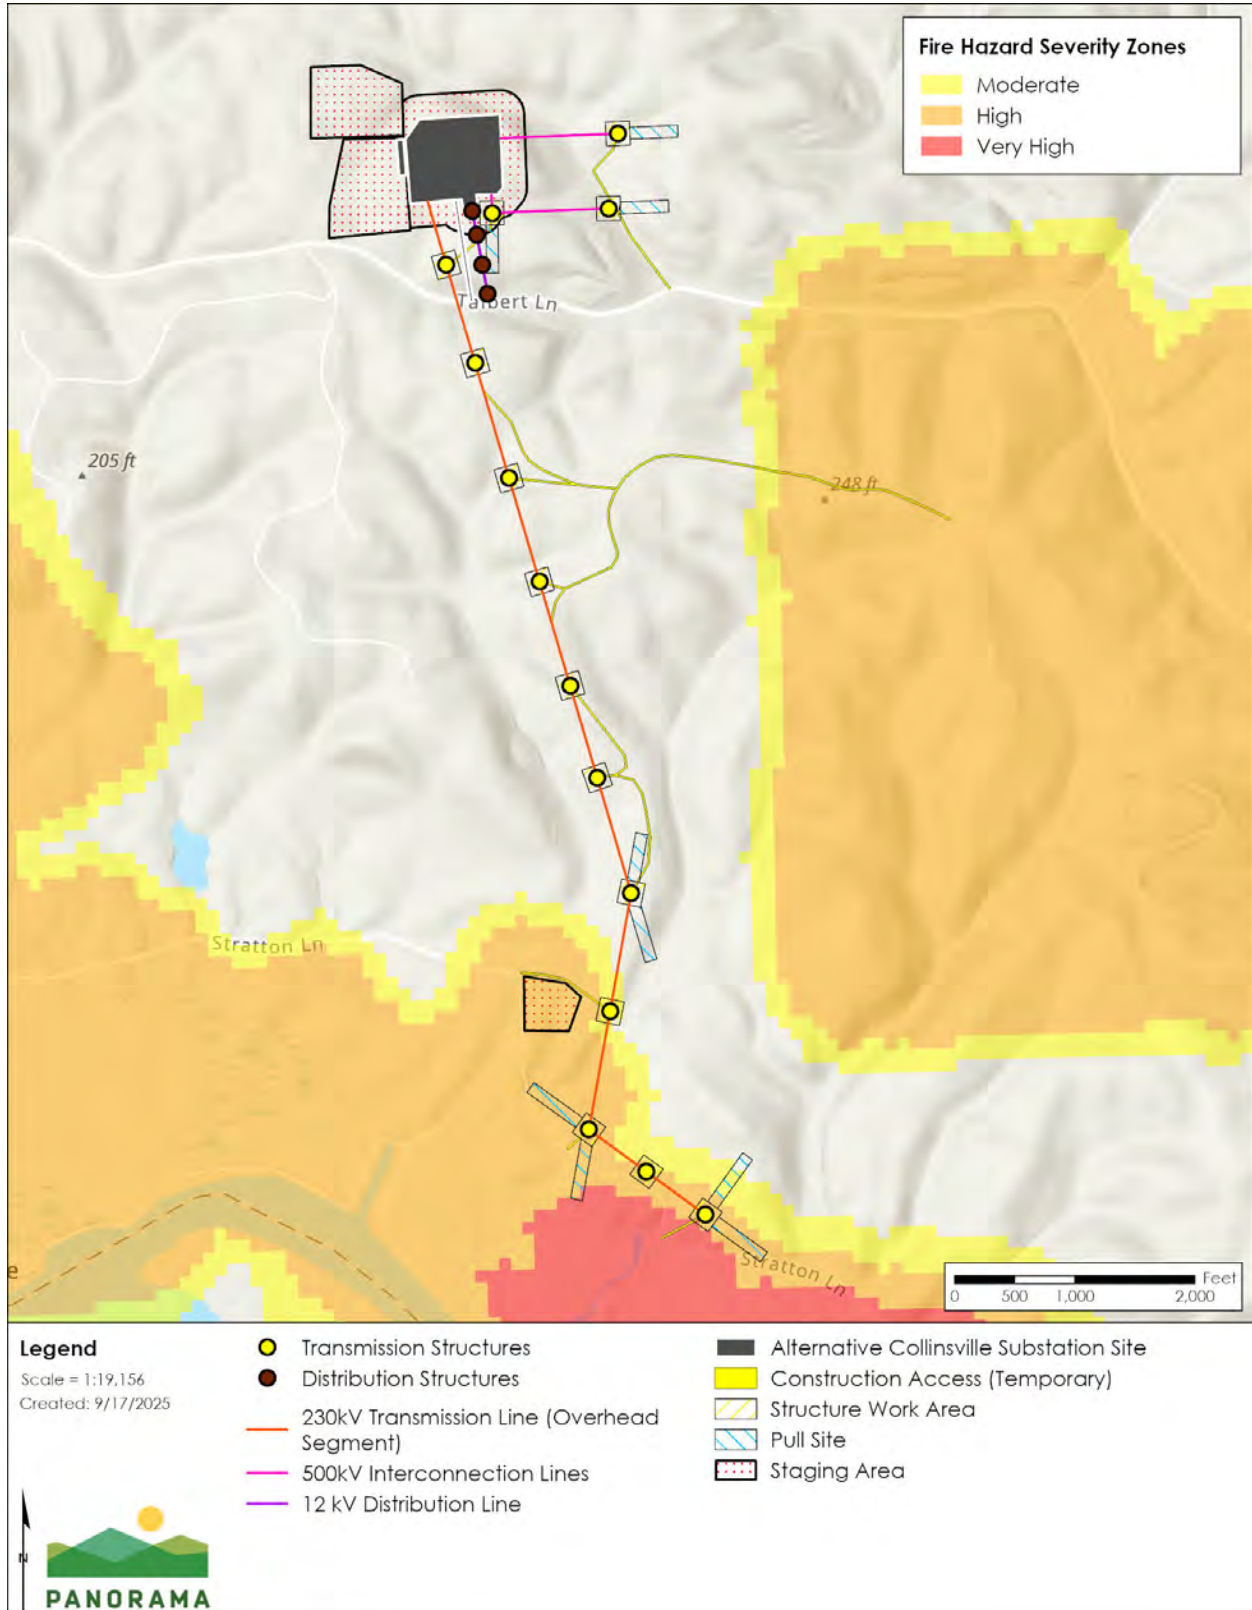 Fire Hazard Severity Zones
Moderate
High
Very High
Talbert Ln
205 ft
248 ft
Stratton Ln
Stratton Ln
e
Feet
0 500 1,000 2,000
Legend
Scale = 1:19,156
Created: 9/17/2025
Transmission Structures
Distribution Structures
230kV Transmission Line (Overhead
Segment)
500kV Interconnection Lines
12 kV Distribution Line
Alternative Collinsville Substation Site
Construction Access (Temporary)
Structure Work Area
Pull Site
Staging Area
N
PANORAMA